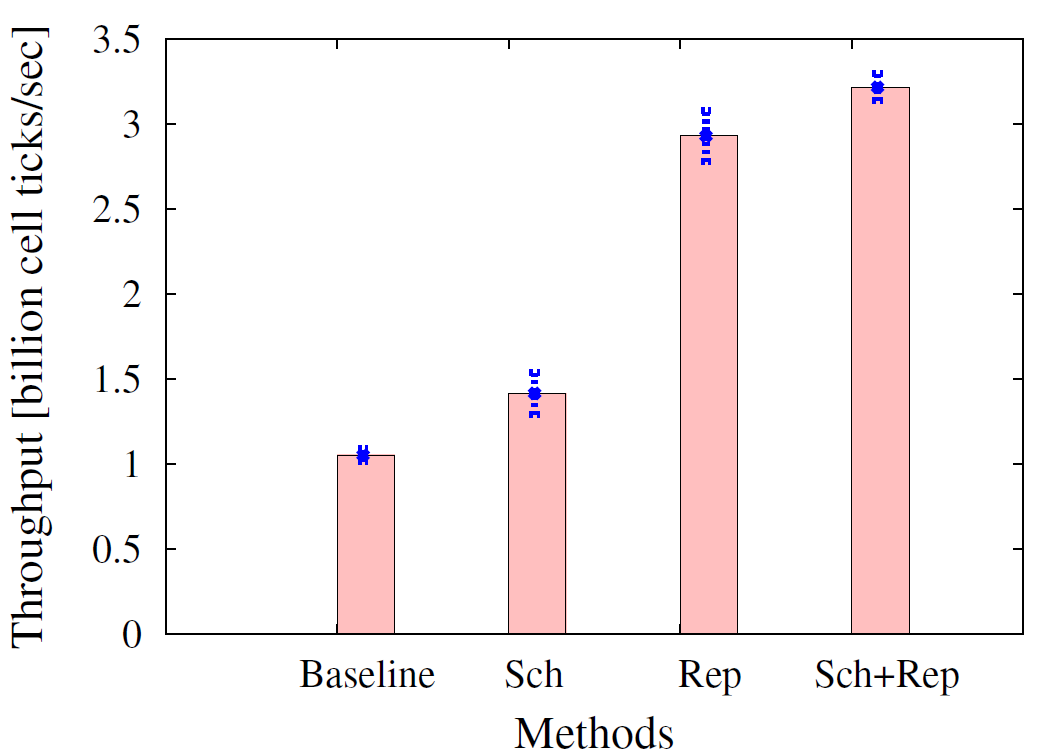 Throughput [billion cell ticks/sec]
3.5
3
2.5
2
1.5
1
0.5
0
Baseline Sch Rep Sch+Rep
Methods